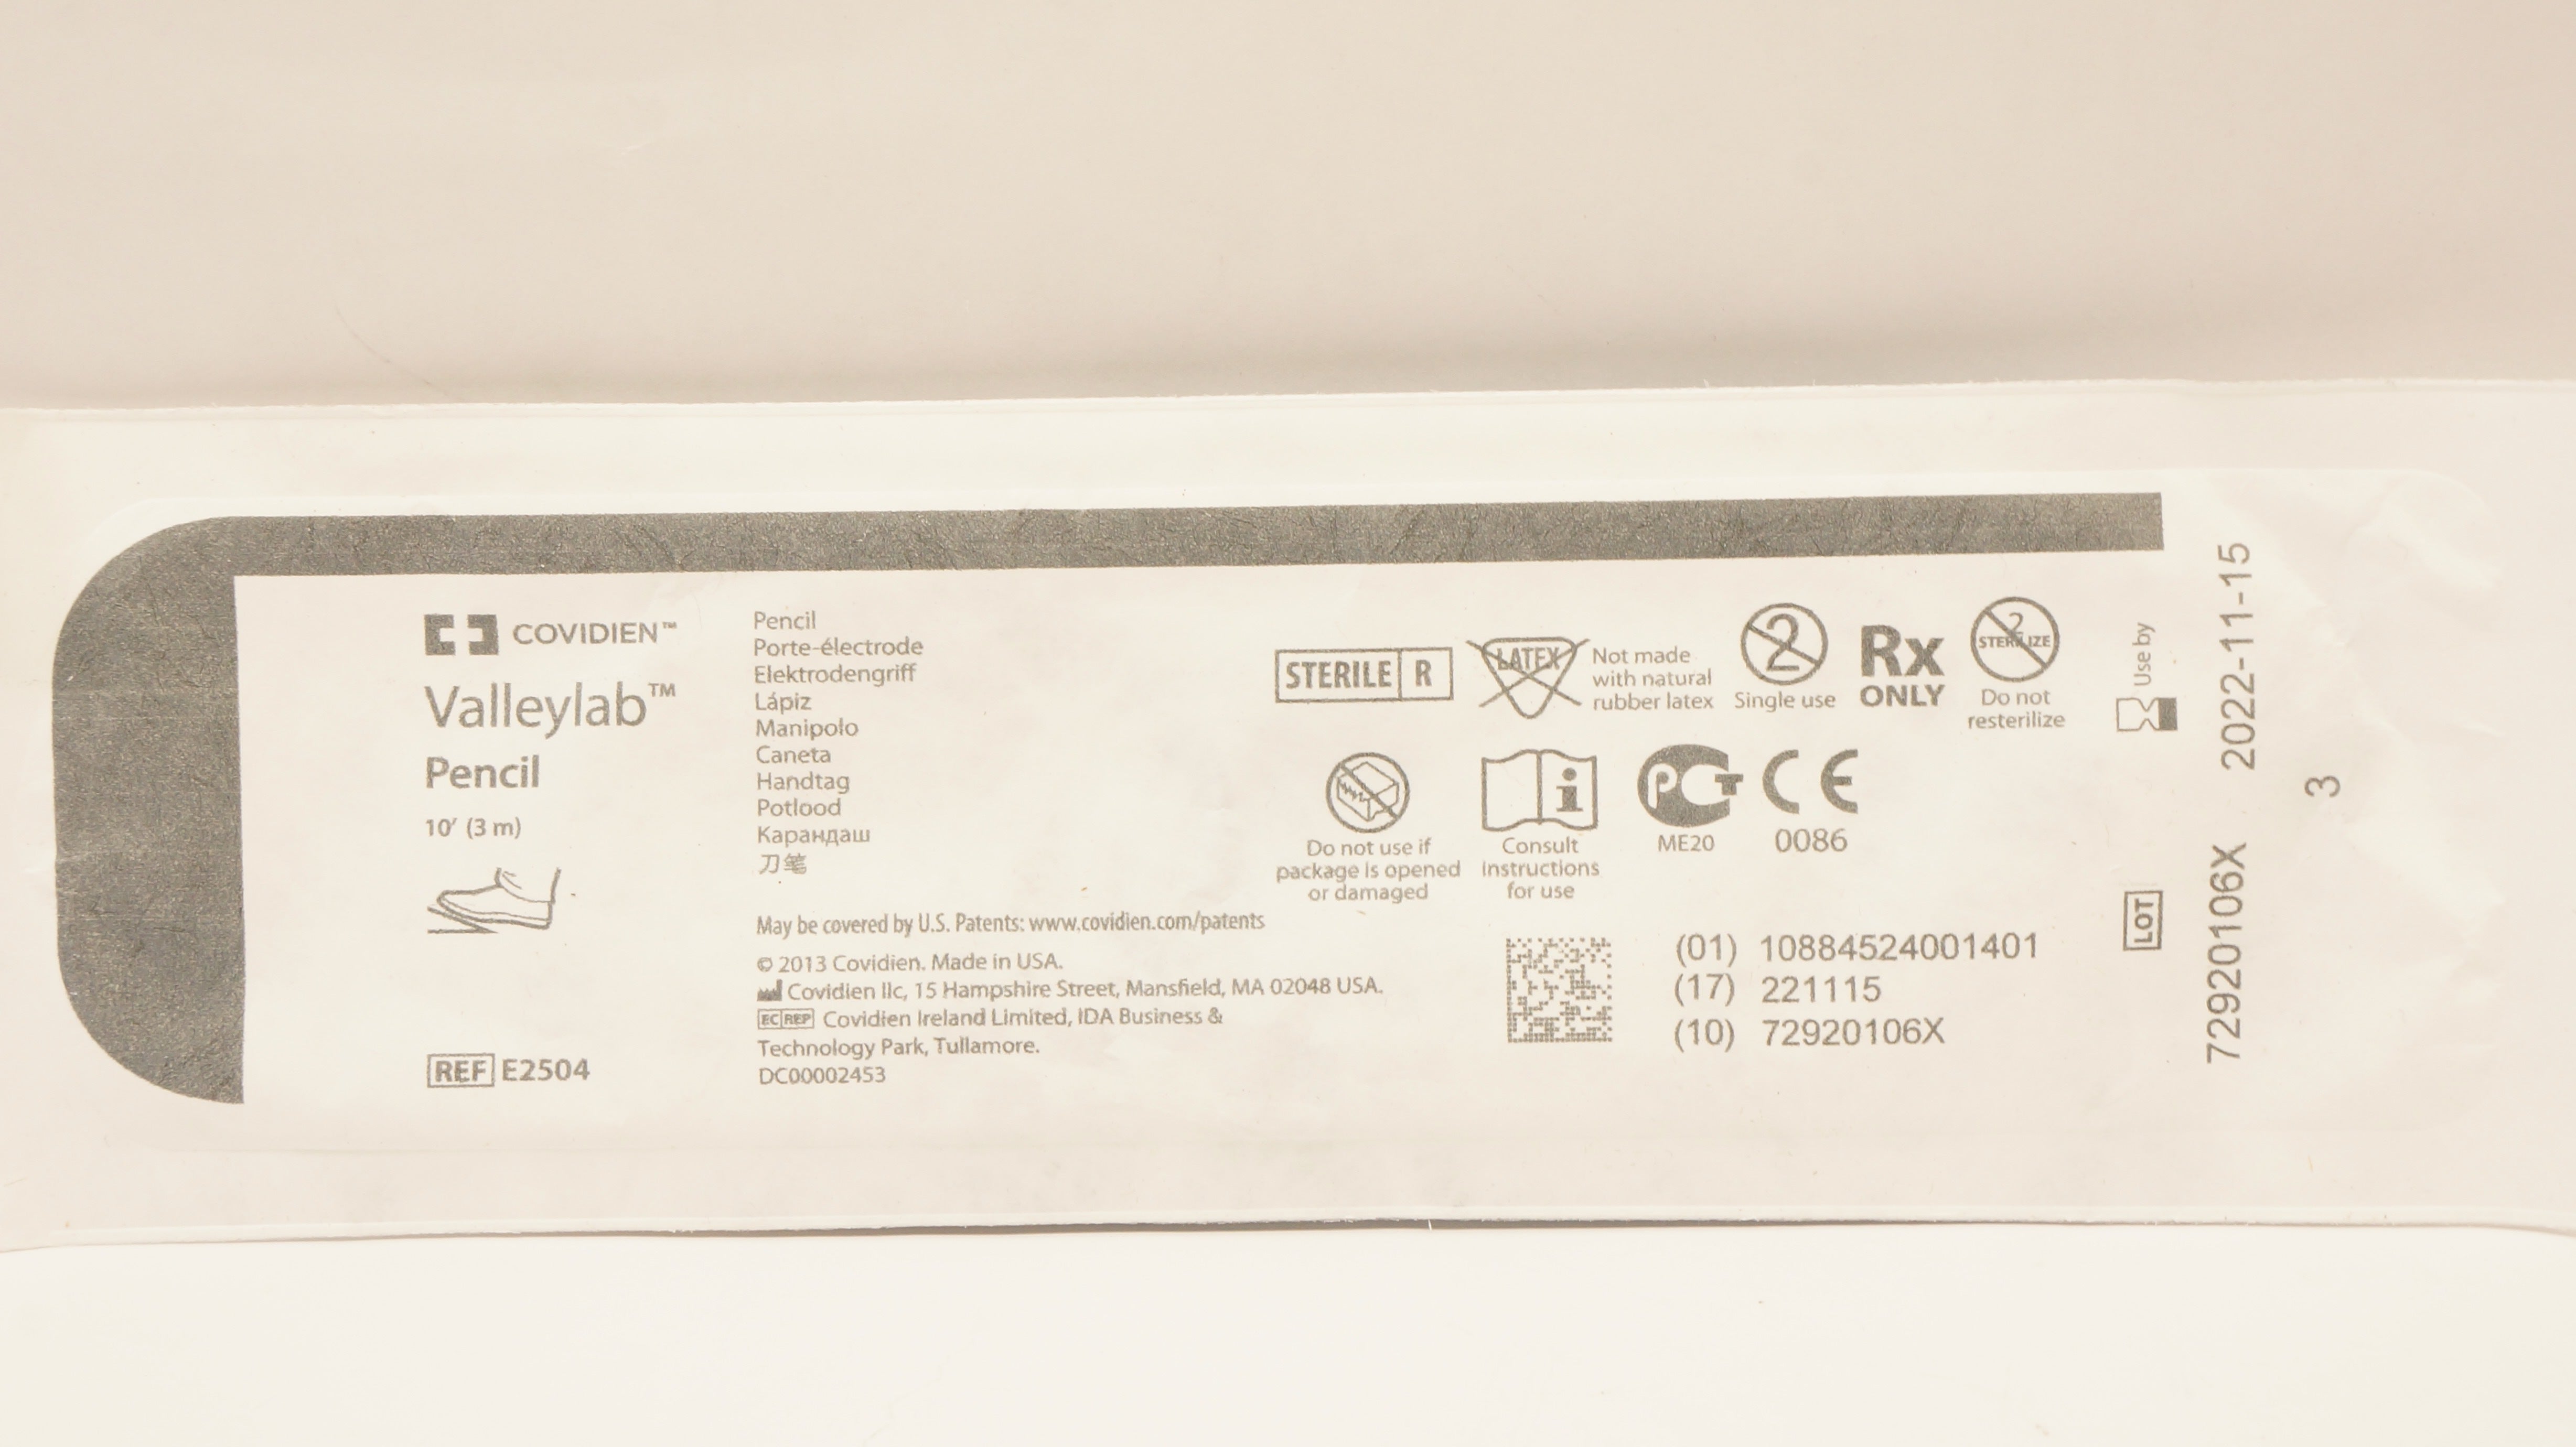 COVIDIEN™
Valleylab™
Pencil
10′ (3 m)
REF E2504
Pencil
Porte-électrode
Elektrodengriff
Lápiz
Manipolo
Caneta
Handtag
Potlood
Карандаш
刀笔
May be covered by U.S. Patents: www.covidien.com/patents
© 2013 Covidien. Made in USA.
Covidien llc, 15 Hampshire Street, Mansfield, MA 02048 USA.
EC REP Covidien Ireland Limited, IDA Business &
Technology Park, Tullamore.
DC00002453
STERILE R
LATEX
Not made
with natural
rubber latex
2
Single use
Rx
ONLY
2
STERILIZE
Do not
resterilize
Do not use if
package is opened
or damaged
i
Consult
instructions
for use
РСТ
ME20
CE
0086
(01) 10884524001401
(17) 221115
(10) 72920106X
Use by
2022-11-15
LOT
72920106X
3